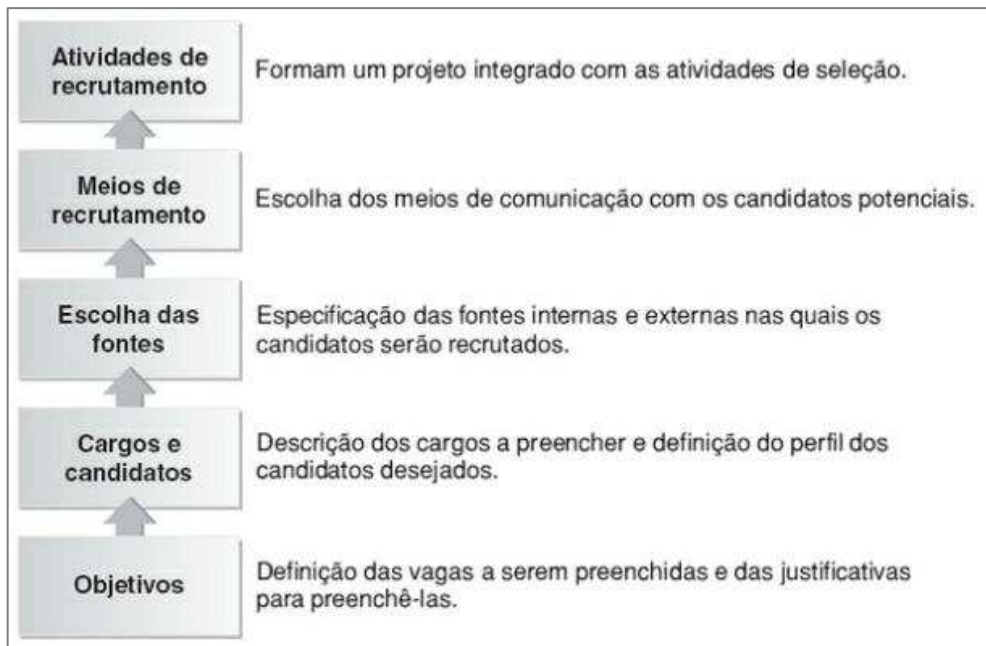 Atividades de
recrutamento
Formam um projeto integrado com as atividades de seleção.
Meios de
recrutamento
Escolha dos meios de comunicação com os candidatos potenciais.
Escolha das
fontes
Especificação das fontes internas e externas nas quais os
candidatos serão recrutados.
Cargos e
candidatos
Descrição dos cargos a preencher e definição do perfil dos
candidatos desejados.
Objetivos
Definição das vagas a serem preenchidas e das justificativas
para preenchê-las.